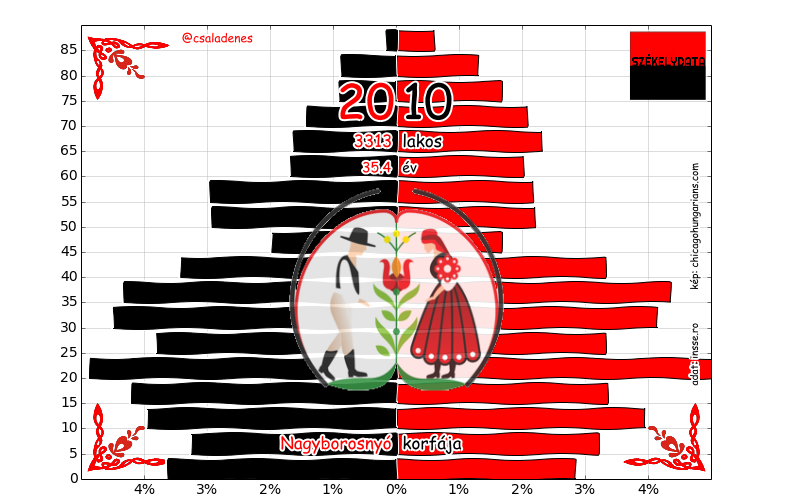 @csaladenes
SZÉKELYDATA
2010
3313 lakos
35.4 év
kép: chicagohungarians.com
adat: insse.ro
Nagyborosnyó korfája
85
80
75
70
65
60
55
50
45
40
35
30
25
20
15
10
5
0
4% 3% 2% 1% 0% 1% 2% 3% 4%